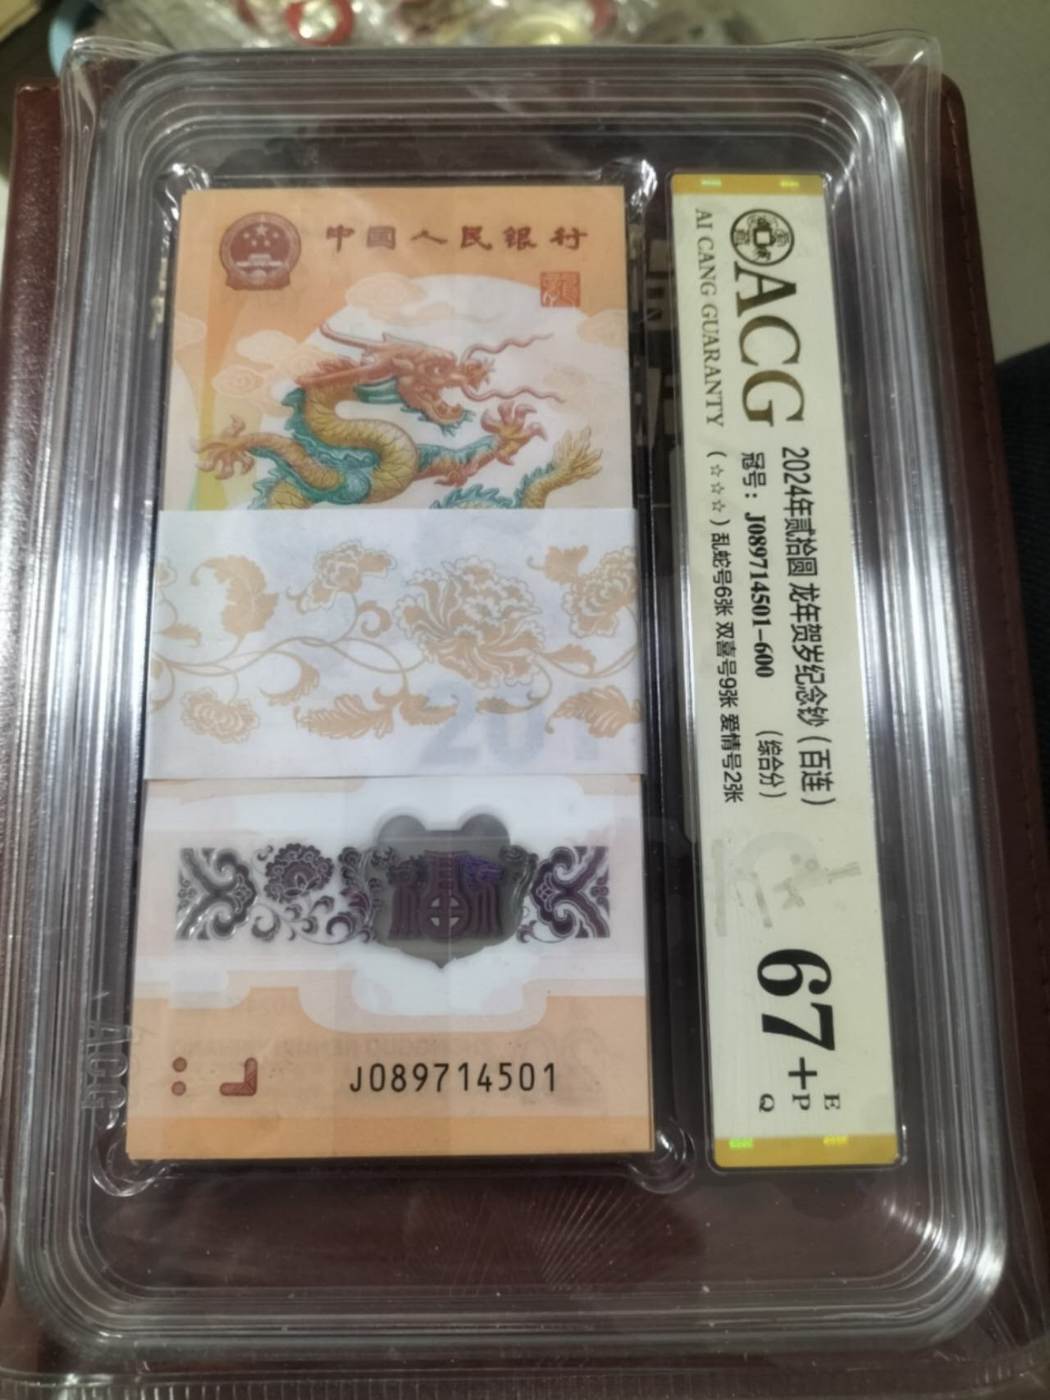 中國人民银行
J089714501
ACG
AI CANG GUARANTY
2024年贰拾圆 龙年贺岁纪念钞（百连）
冠号：J089714501-600 （综合分）
（☆☆☆）乱蛇号6张 双喜号9张 爱情号2张
67+
E
P
Q
ACG